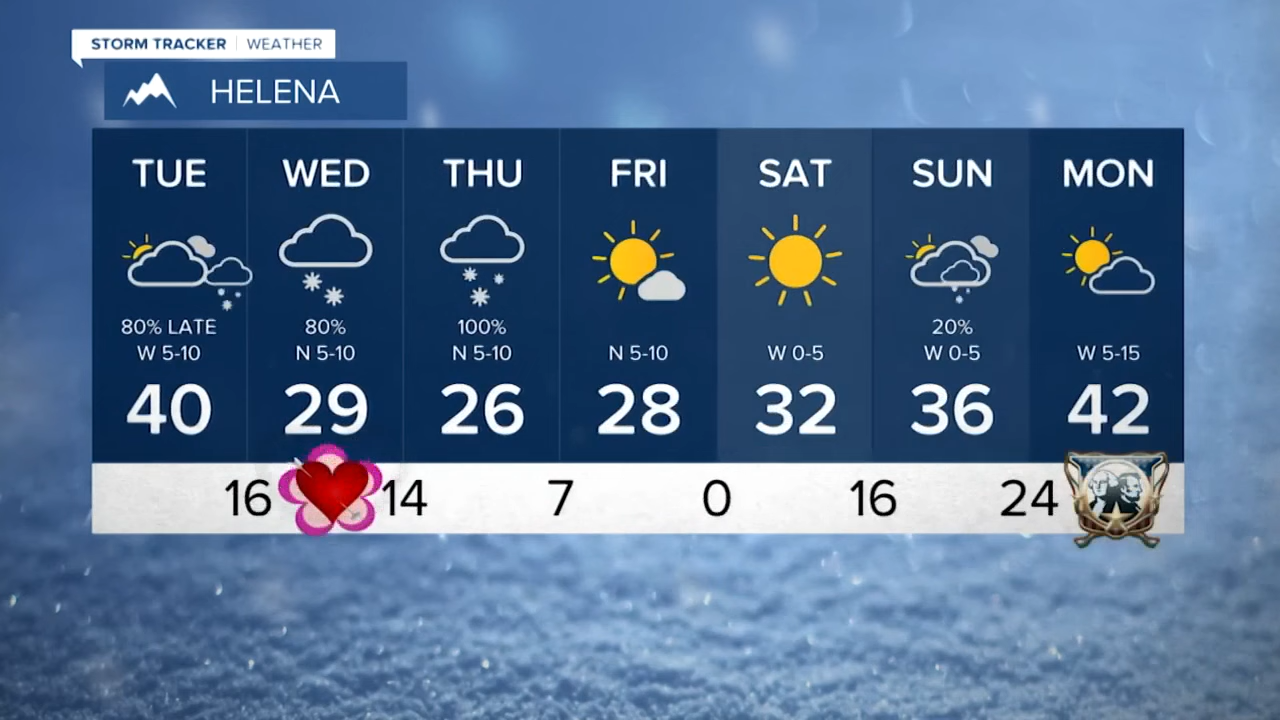 STORM TRACKER WEATHER
HELENA
TUE WED THU FRI SAT SUN MON
80% LATE 80% 100% 20%
W 5-10 N 5-10 N 5-10 N 5-10 W 0-5 W 0-5 W 5-15
40 29 26 28 32 36 42
16 14 7 0 16 24